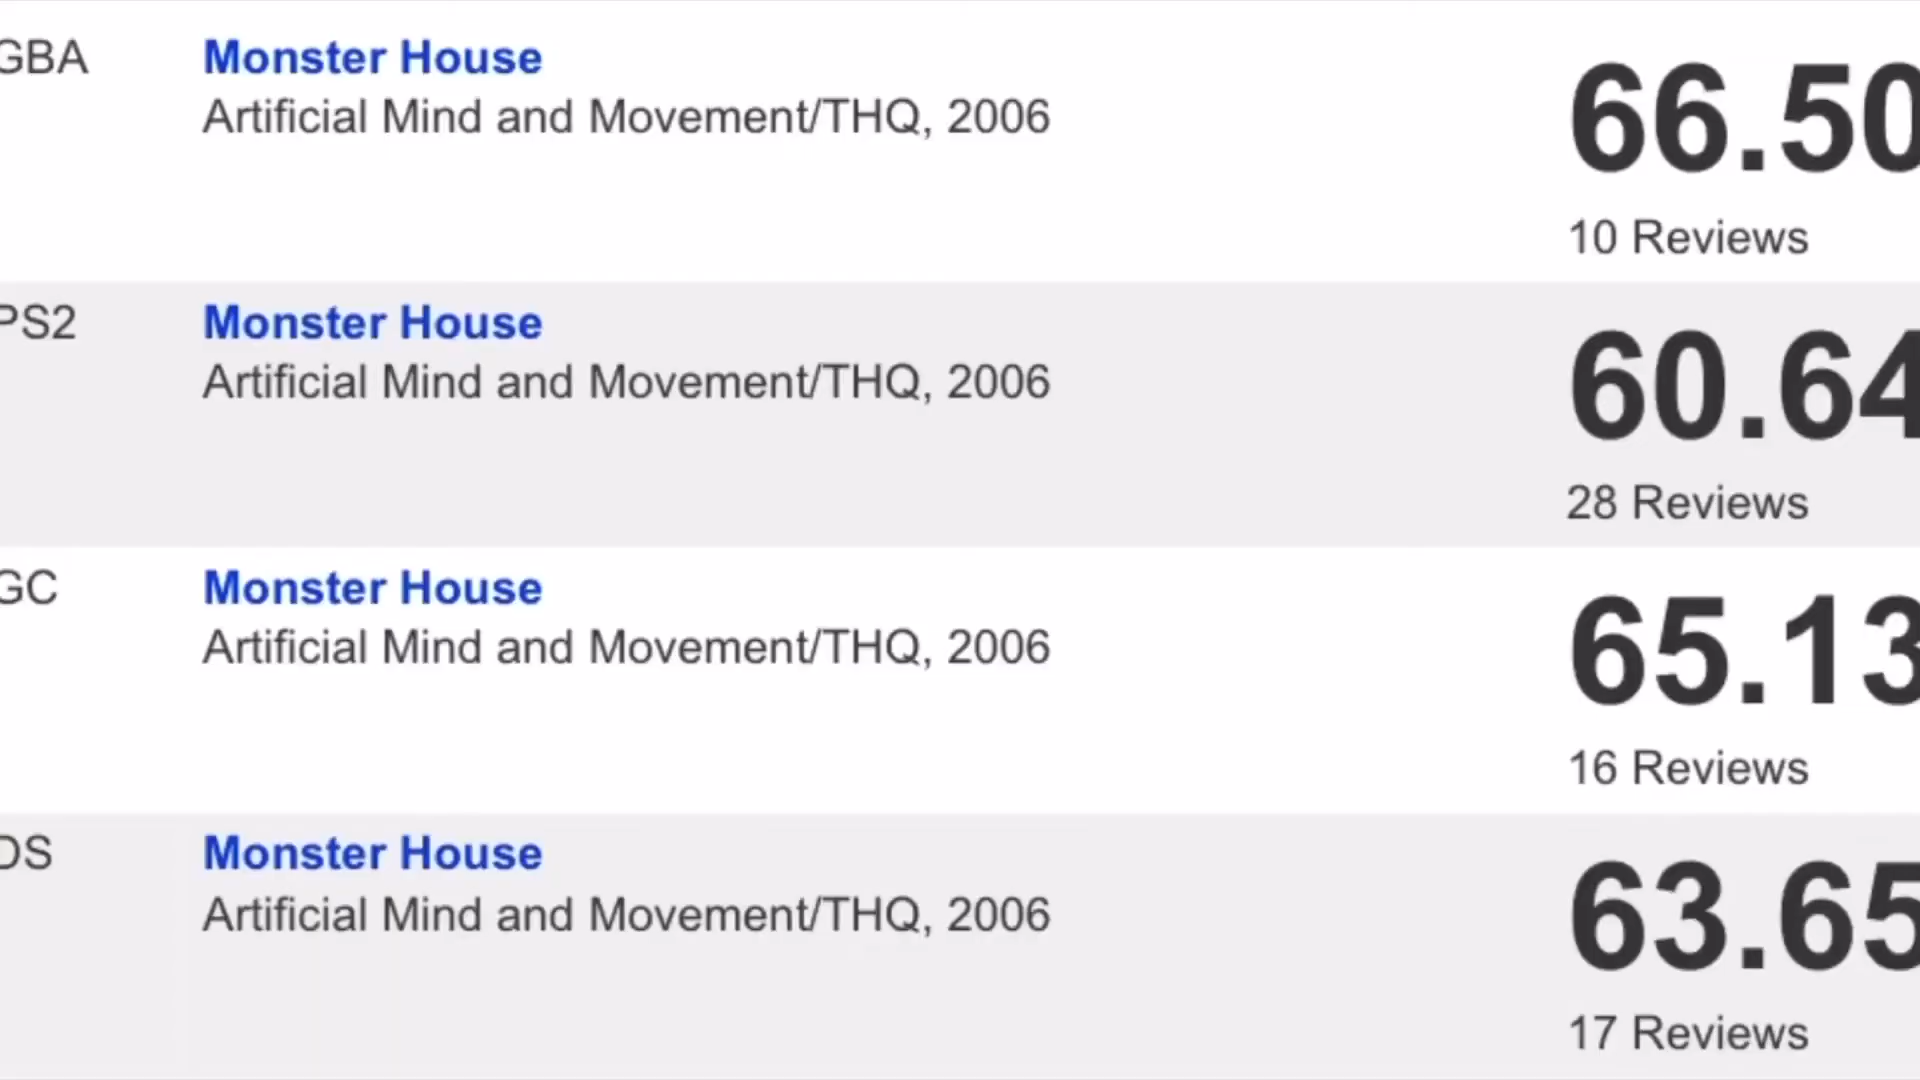 GBA
Monster House
Artificial Mind and Movement/THQ, 2006
66.50
10 Reviews
PS2
Monster House
Artificial Mind and Movement/THQ, 2006
60.64
28 Reviews
GC
Monster House
Artificial Mind and Movement/THQ, 2006
65.13
16 Reviews
DS
Monster House
Artificial Mind and Movement/THQ, 2006
63.65
17 Reviews